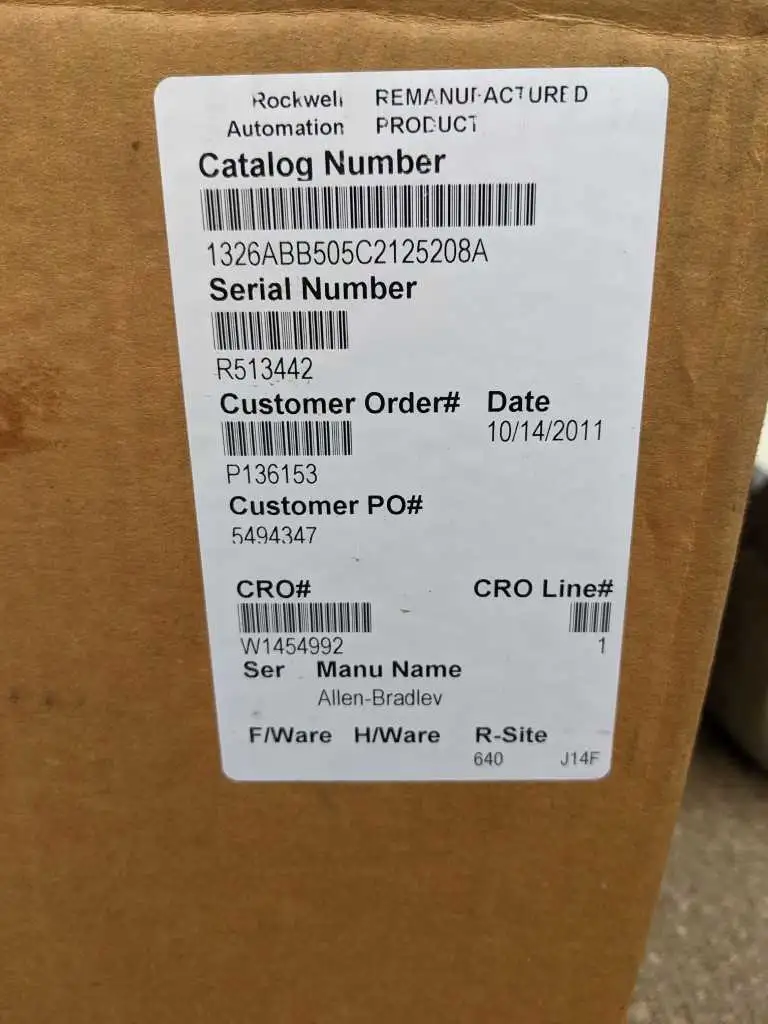 Rockwell REMANUFACTURED
Automation PRODUCT
Catalog Number
1326ABB505C2125208A
Serial Number
R513442
Customer Order# Date
10/14/2011
P136153
Customer PO#
5494347
CRO# CRO Line#
W1454992 1
Ser Manu Name
Allen-Bradley
F/Ware H/Ware R-Site
640 J14F